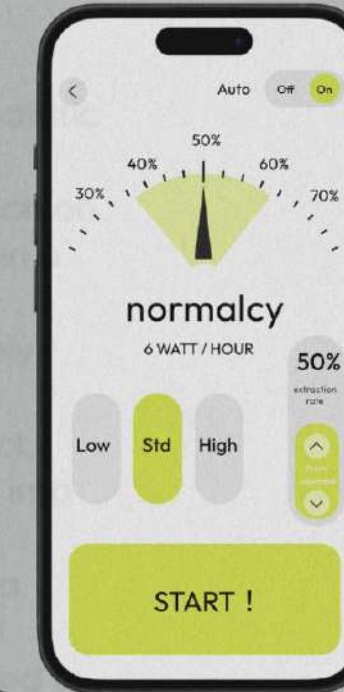 Auto Off On
50%
40% 60%
30% 70%
normalcy
6 WATT / HOUR
50%
extraction
rate
Low Std High
START !